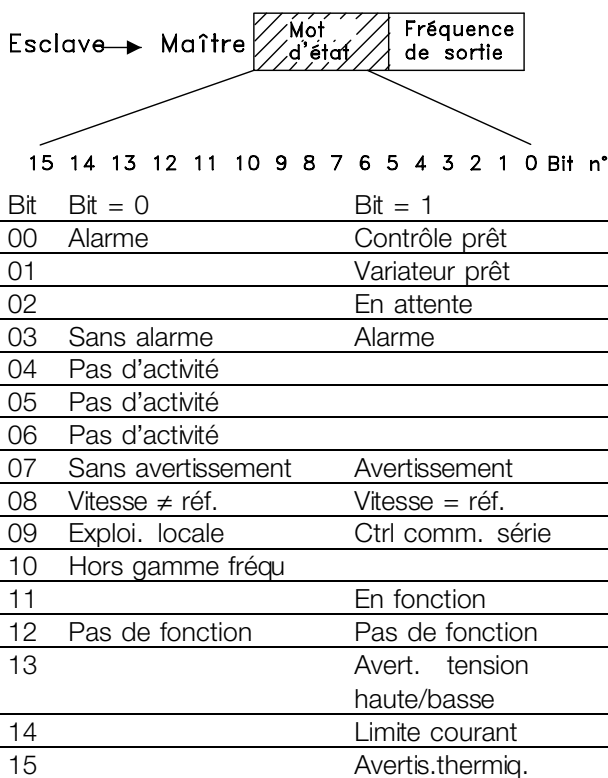 Esclave → Maître Mot d'état Fréquence de sortie
15 14 13 12 11 10 9 8 7 6 5 4 3 2 1 0 Bit n°
Bit Bit = 0 Bit = 1
00 Alarme Contrôle prêt
01 Variateur prêt
02 En attente
03 Sans alarme Alarme
04 Pas d'activité
05 Pas d'activité
06 Pas d'activité
07 Sans avertissement Avertissement
08 Vitesse ≠ réf. Vitesse = réf.
09 Exploi. locale Ctrl comm. série
10 Hors gamme fréqu
11 En fonction
12 Pas de fonction Pas de fonction
13 Avert. tension
haute/basse
14 Limite courant
15 Avertis.thermiq.